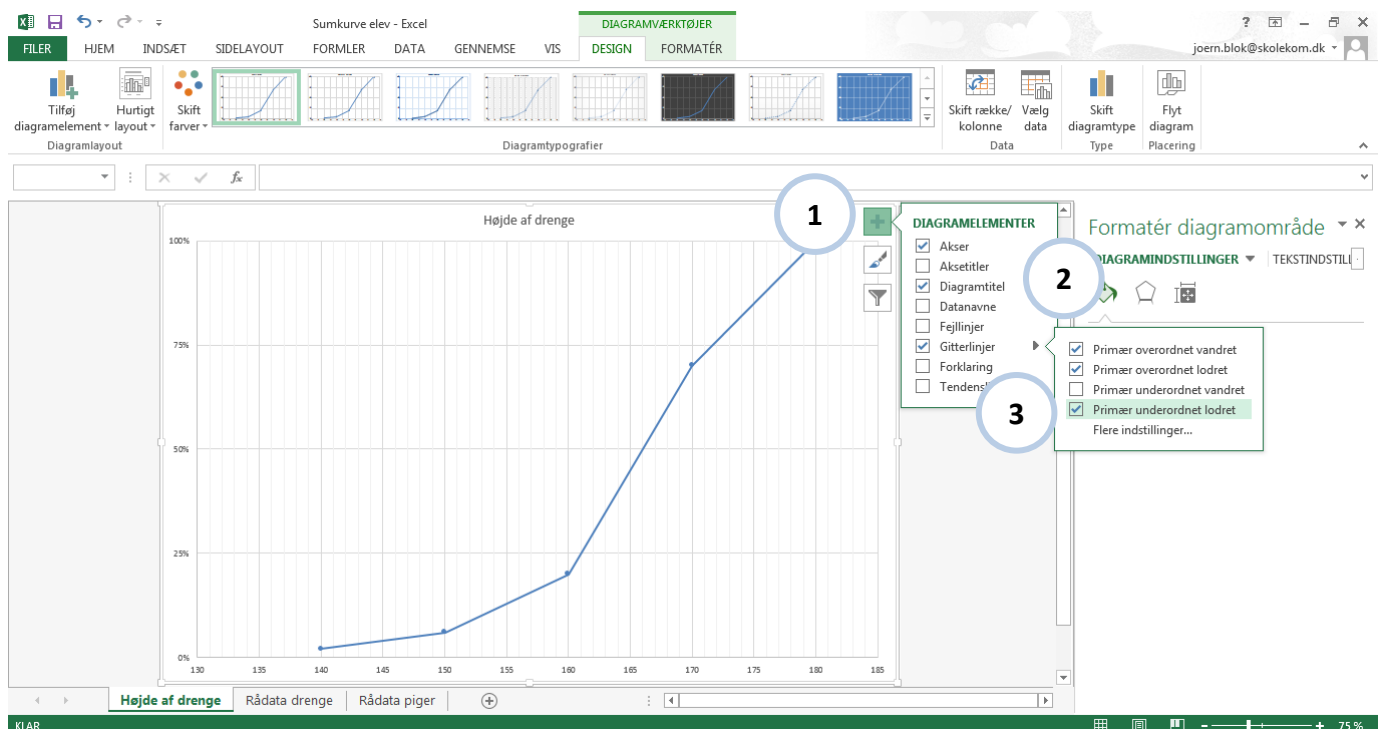 Sumkurve elev - Excel
DIAGRAMVÆRKTØJER
?
FILER HJEM INDSÆT SIDELAYOUT FORMLER DATA GENNEMSE VIS DESIGN FORMATÉR
joern.blok@skolekom.dk
Tilføj diagramelement
Hurtigt layout
Skift farver
Skift række/ kolonne
Vælg data
Skift diagramtype
Flyt diagram
Diagramlayout
Diagramtypografier
Data
Type
Placering
fx
Højde af drenge
100%
75%
50%
25%
0%
130 135 140 145 150 155 160 165 170 175 180 185
1
DIAGRAMELEMENTER
Akser
Aksetitler
Diagramtitel
Datanavne
Fejllinjer
Gitterlinjer
Forklaring
2
3
Primær overordnet vandret
Primær overordnet lodret
Primær underordnet vandret
Primær underordnet lodret
Flere indstillinger...
Formatér diagramområde
DIAGRAMINDSTILLINGER TEKSTINDSTILL
Højde af drenge Rådata drenge Rådata piger
KLAR
75 %